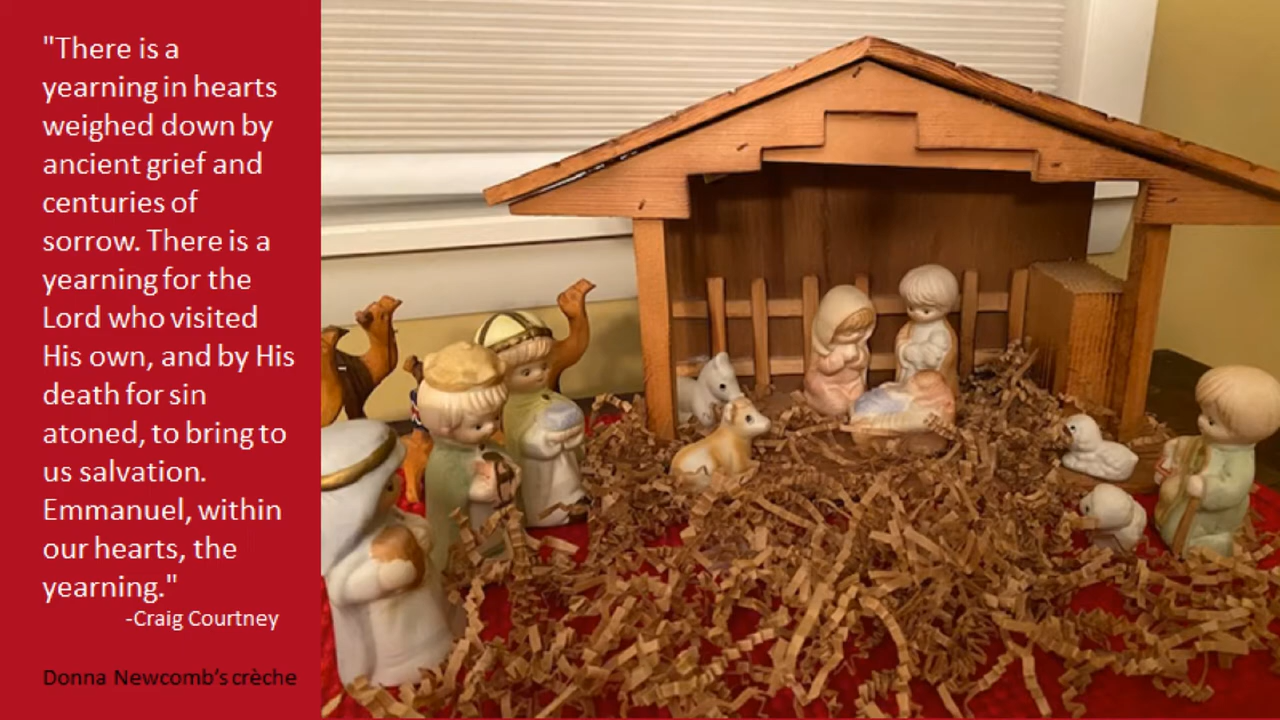 "There is a
yearning in hearts
weighed down by
ancient grief and
centuries of
sorrow. There is a
yearning for the
Lord who visited
His own, and by His
death for sin
atoned, to bring to
us salvation.
Emmanuel, within
our hearts, the
yearning."
-Craig Courtney
Donna Newcomb's crèche